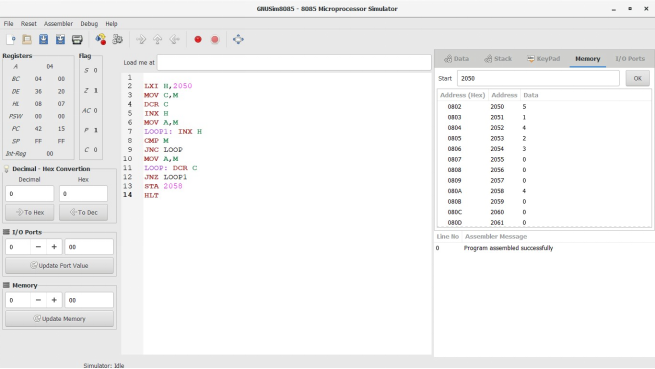 GNUSim8085 - 8085 Microprocessor Simulator
File Reset Assembler Debug Help
Registers
A 04
BC 04 00
DE 36 20
HL 08 07
PSW 00 00
PC 42 15
SP FF FF
Int-Reg 00
Flag
S 0
Z 1
AC 0
P 1
C 0
Decimal - Hex Convertion
Decimal Hex
0 0
To Hex To Dec
I/O Ports
0 − + 00
Update Port Value
Memory
0 − + 00
Update Memory
Load me at
1
2 LXI H,2050
3 MOV C,M
4 DCR C
5 INX H
6 MOV A,M
7 LOOP1: INX H
8 CMP M
9 JNC LOOP
10 MOV A,M
11 LOOP: DCR C
12 JNZ LOOP1
13 STA 2058
14 HLT
Data Stack KeyPad Memory I/O Ports
Start 2050 OK
Address (Hex) Address Data
0802 2050 5
0803 2051 1
0804 2052 4
0805 2053 2
0806 2054 3
0807 2055 0
0808 2056 0
0809 2057 0
080A 2058 4
080B 2059 0
080C 2060 0
080D 2061 0
Line No Assembler Message
0 Program assembled successfully
Simulator: Idle